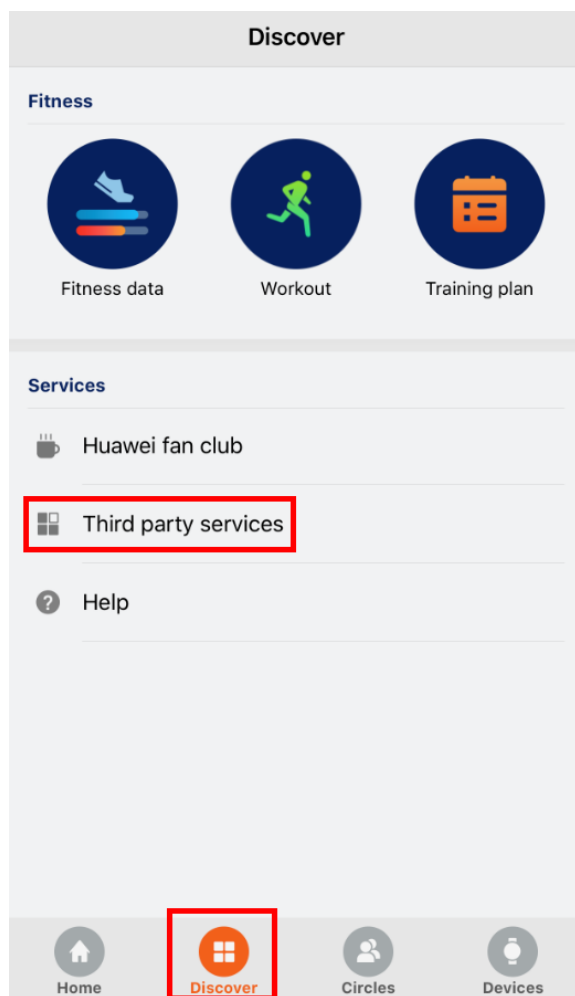 Discover
Fitness
Fitness data
Workout
Training plan
Services
Huawei fan club
Third party services
? Help
Home
Discover
Circles
Devices